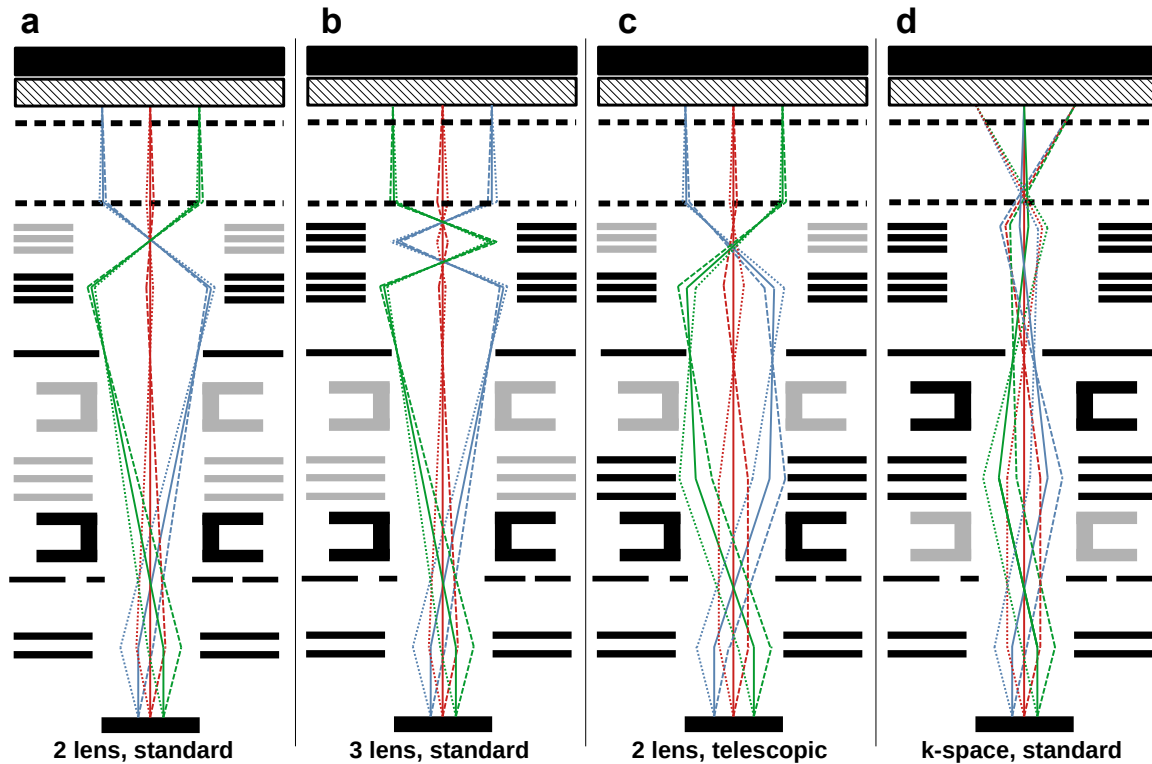 a
b
c
d
2 lens, standard
3 lens, standard
2 lens, telescopic
k-space, standard